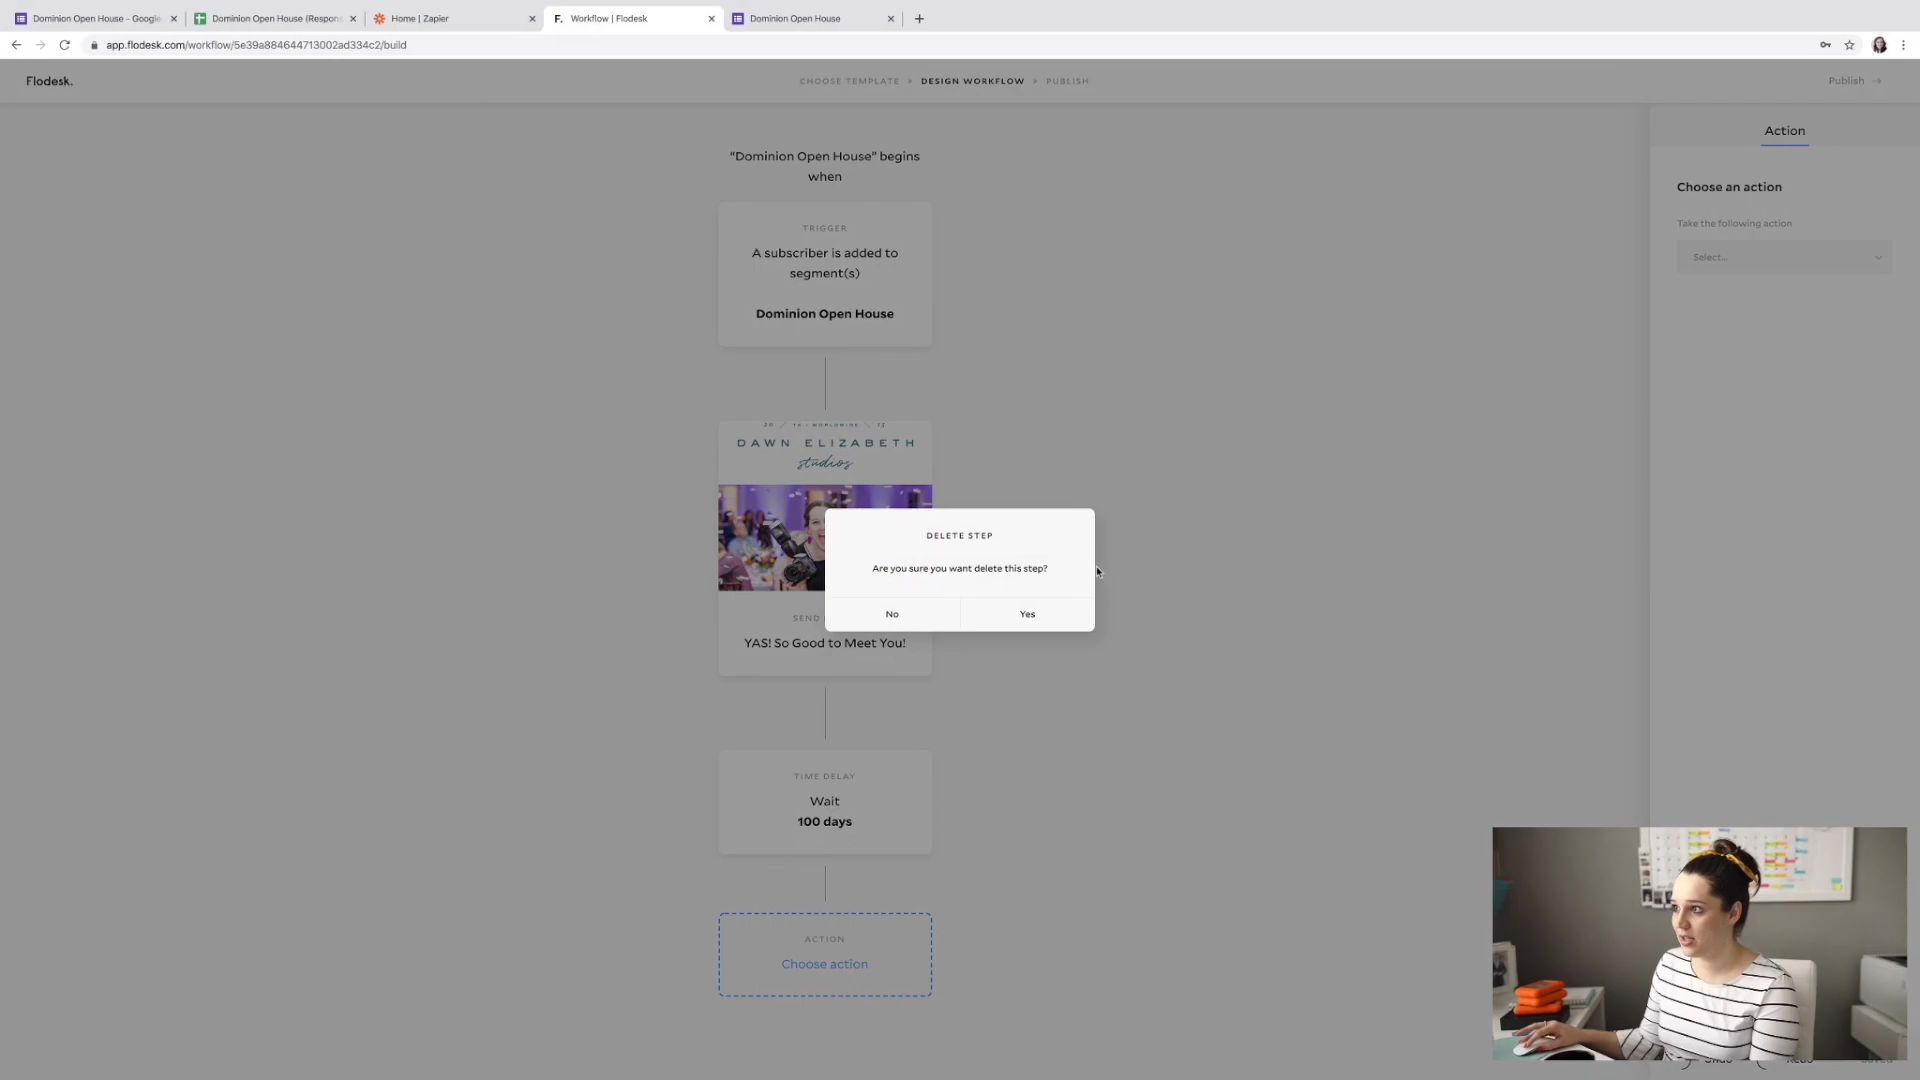 Dominion Open House - Google
Dominion Open House (Respon
Home | Zapier
F. Workflow | Flodesk
Dominion Open House
app.flodesk.com/workflow/5e39a884644713002ad334c2/build
Flodesk.
CHOOSE TEMPLATE > DESIGN WORKFLOW > PUBLISH
Publish →
Action
Choose an action
Take the following action
Select...
“Dominion Open House” begins
when
TRIGGER
A subscriber is added to
segment(s)
Dominion Open House
DAWN ELIZABETH
studios
DELETE STEP
Are you sure you want delete this step?
No
Yes
SEND
YAS! So Good to Meet You!
TIME DELAY
Wait
100 days
ACTION
Choose action
Undo
Redo
Saved